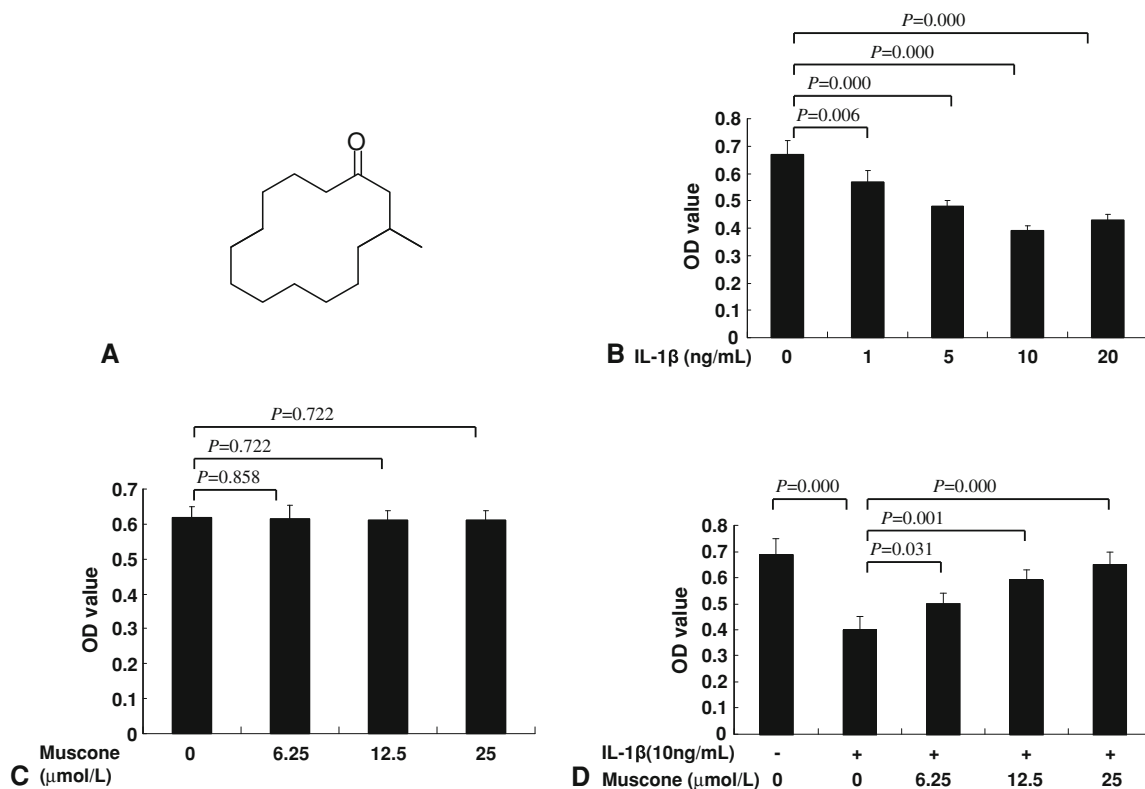 O
A
P=0.000
P=0.000
P=0.000
P=0.006
0.8
0.7
0.6
0.5
0.4
0.3
0.2
0.1
0
OD value
B IL-1β (ng/mL) 0 1 5 10 20
P=0.722
P=0.722
P=0.858
0.7
0.6
0.5
0.4
0.3
0.2
0.1
0
OD value
Muscone 0 6.25 12.5 25
C (μmol/L)
P=0.000 P=0.000
P=0.001
P=0.031
0.8
0.7
0.6
0.5
0.4
0.3
0.2
0.1
0
OD value
IL-1β(10ng/mL) - + + + +
D Muscone (μmol/L) 0 0 6.25 12.5 25